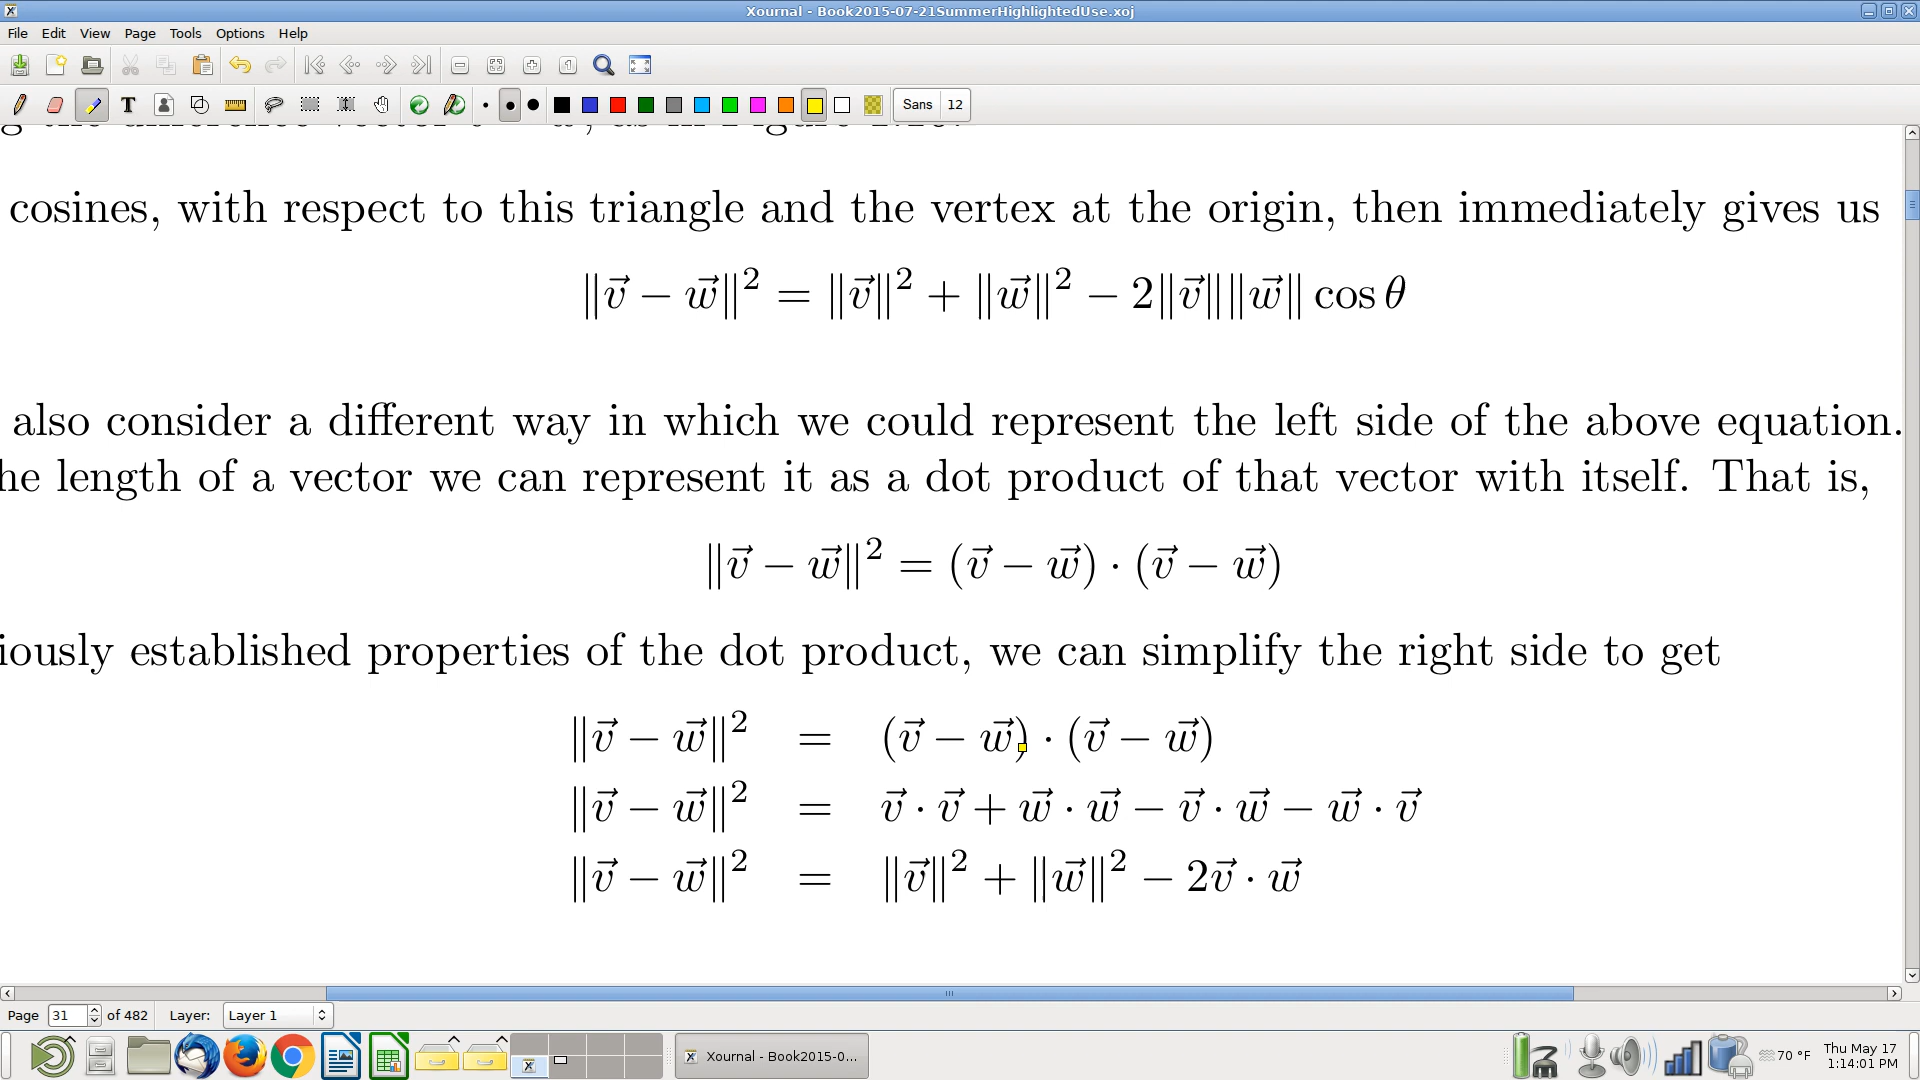 Xournal - Book2015-07-21SummerHighlightedUse.xoj
File Edit View Page Tools Options Help
Sans 12
g the difference vector
cosines, with respect to this triangle and the vertex at the origin, then immediately gives us
‖v⃗ − w⃗‖² = ‖v⃗‖² + ‖w⃗‖² − 2‖v⃗‖‖w⃗‖ cos θ
also consider a different way in which we could represent the left side of the above equation.
he length of a vector we can represent it as a dot product of that vector with itself. That is,
‖v⃗ − w⃗‖² = (v⃗ − w⃗) · (v⃗ − w⃗)
iously established properties of the dot product, we can simplify the right side to get
‖v⃗ − w⃗‖² = (v⃗ − w⃗) · (v⃗ − w⃗)
‖v⃗ − w⃗‖² = v⃗ · v⃗ + w⃗ · w⃗ − v⃗ · w⃗ − w⃗ · v⃗
‖v⃗ − w⃗‖² = ‖v⃗‖² + ‖w⃗‖² − 2v⃗ · w⃗
Page 31 of 482 Layer: Layer 1
Xournal - Book2015-0...
70 °F
Thu May 17
1:14:01 PM